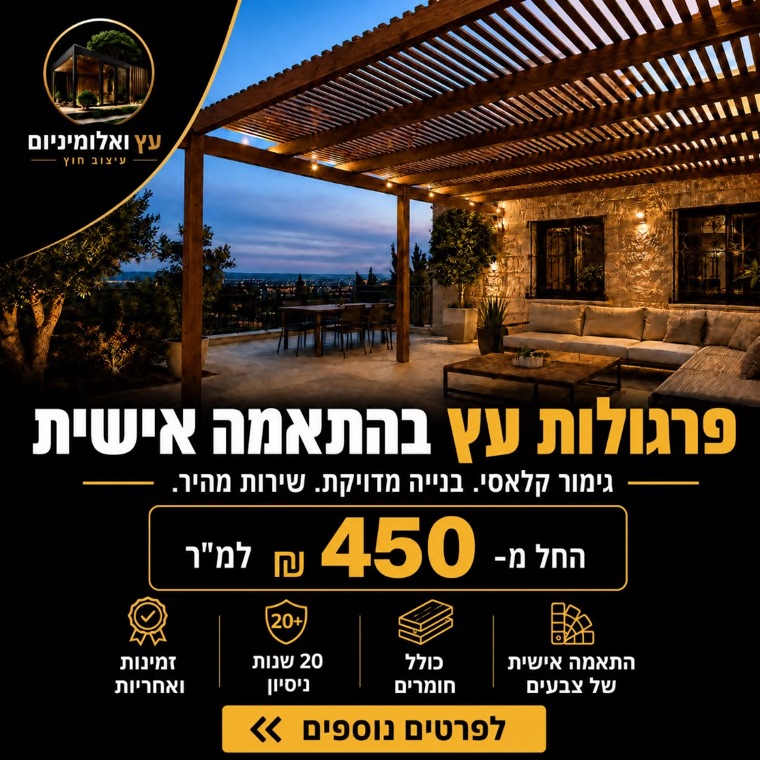 עץ ואלומיניום
עיצוב חוץ
פרגולות עץ בהתאמה אישית
גימור קלאסי. בנייה מדויקת. שירות מהיר.
החל מ- 450 ₪ למ"ר
התאמה אישית
של צבעים
כולל
חומרים
20+
20 שנות
ניסיון
זמינות
ואחריות
לפרטים נוספים